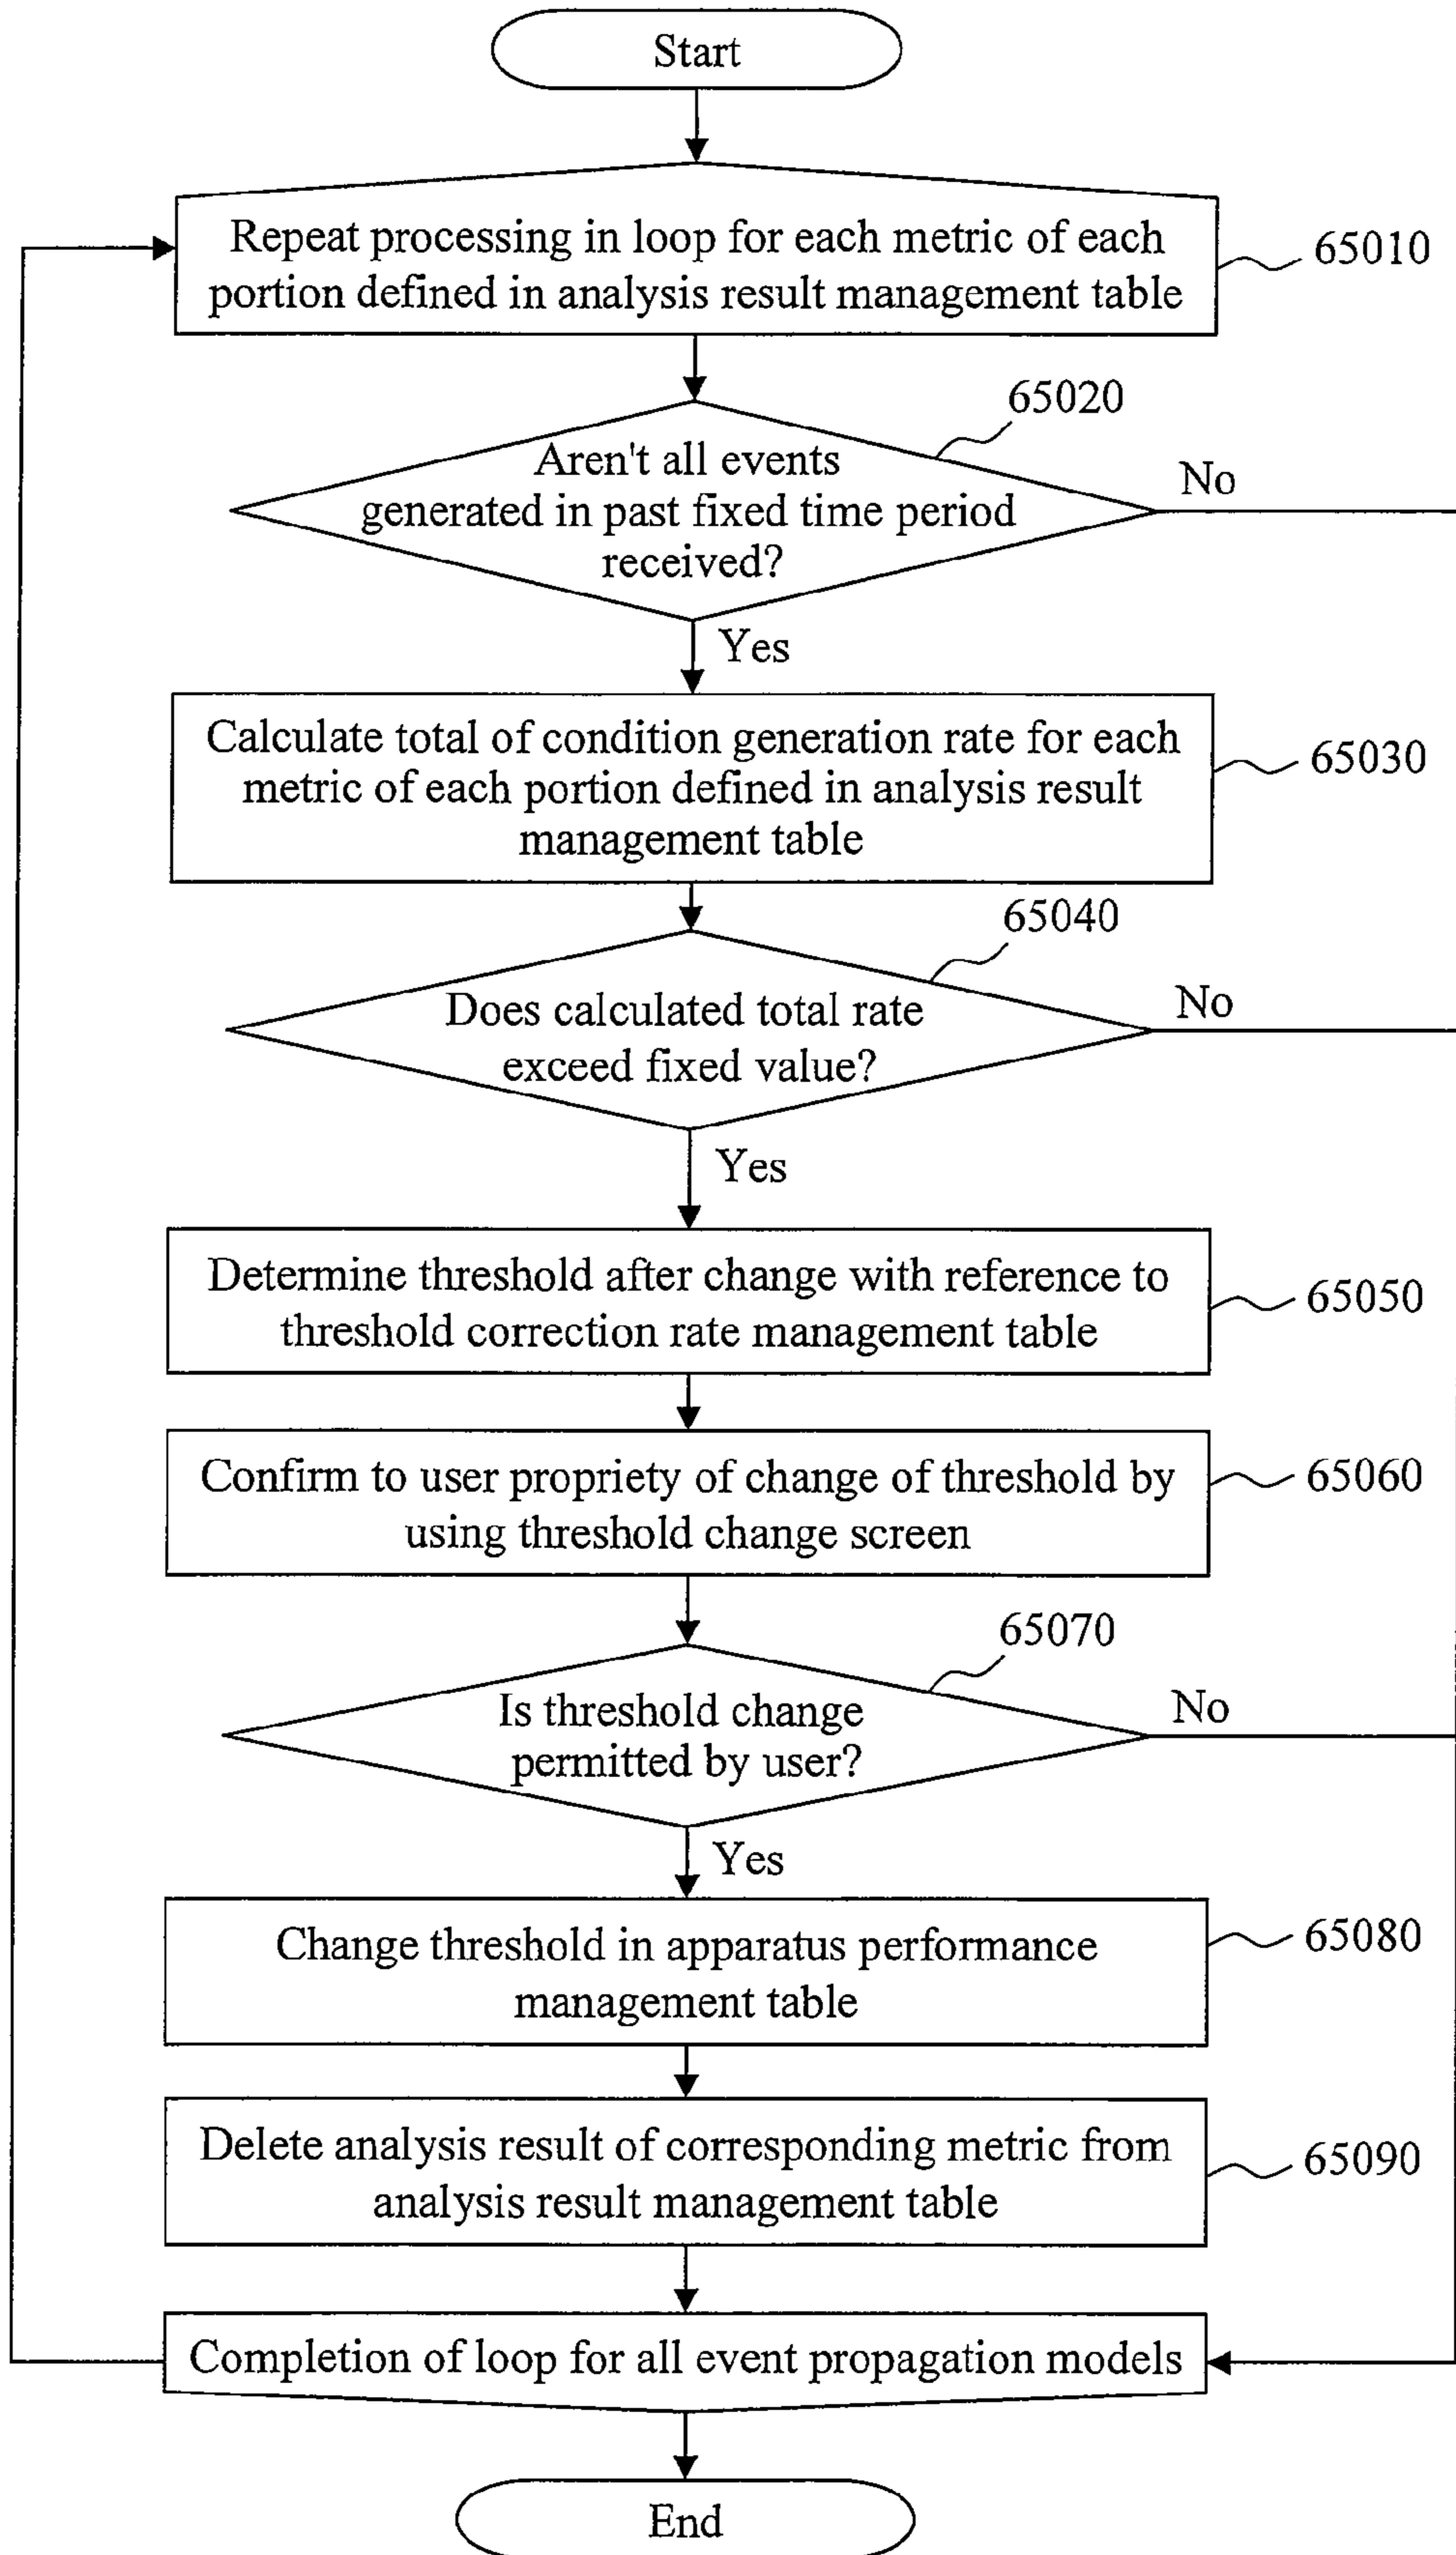 Start
Repeat processing in loop for each metric of each
portion defined in analysis result management table
65010
65020
Aren't all events
generated in past fixed time period
received?
No
Yes
Calculate total of condition generation rate for each
metric of each portion defined in analysis result
management table
65030
65040
Does calculated total rate
exceed fixed value?
No
Yes
Determine threshold after change with reference to
threshold correction rate management table
65050
Confirm to user propriety of change of threshold by
using threshold change screen
65060
65070
Is threshold change
permitted by user?
No
Yes
Change threshold in apparatus performance
management table
65080
Delete analysis result of corresponding metric from
analysis result management table
65090
Completion of loop for all event propagation models
End